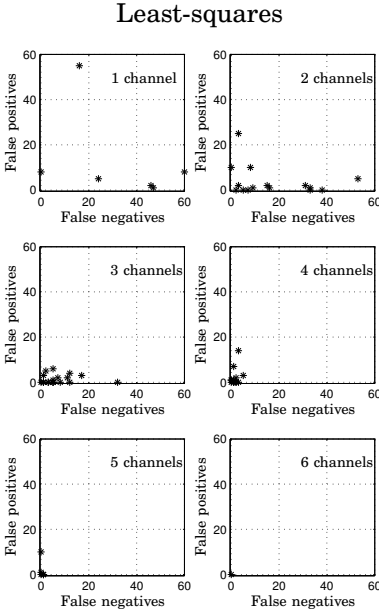 Least-squares
60
40
20
0
False positives
1 channel
0 20 40 60
False negatives
60
40
20
0
False positives
2 channels
0 20 40 60
False negatives
60
40
20
0
False positives
3 channels
0 20 40 60
False negatives
60
40
20
0
False positives
4 channels
0 20 40 60
False negatives
60
40
20
0
False positives
5 channels
0 20 40 60
False negatives
60
40
20
0
False positives
6 channels
0 20 40 60
False negatives